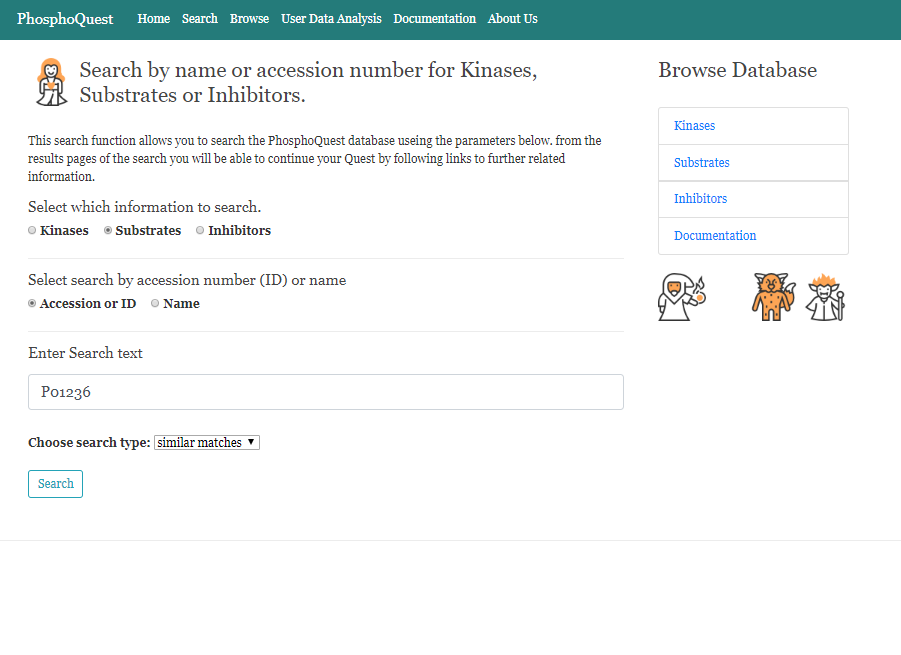 PhosphoQuest Home Search Browse User Data Analysis Documentation About Us
Search by name or accession number for Kinases,
Substrates or Inhibitors.
This search function allows you to search the PhosphoQuest database useing the parameters below. from the
results pages of the search you will be able to continue your Quest by following links to further related
information.
Select which information to search.
Kinases Substrates Inhibitors
Select search by accession number (ID) or name
Accession or ID Name
Enter Search text
P01236
Choose search type: similar matches
Search
Browse Database
Kinases
Substrates
Inhibitors
Documentation